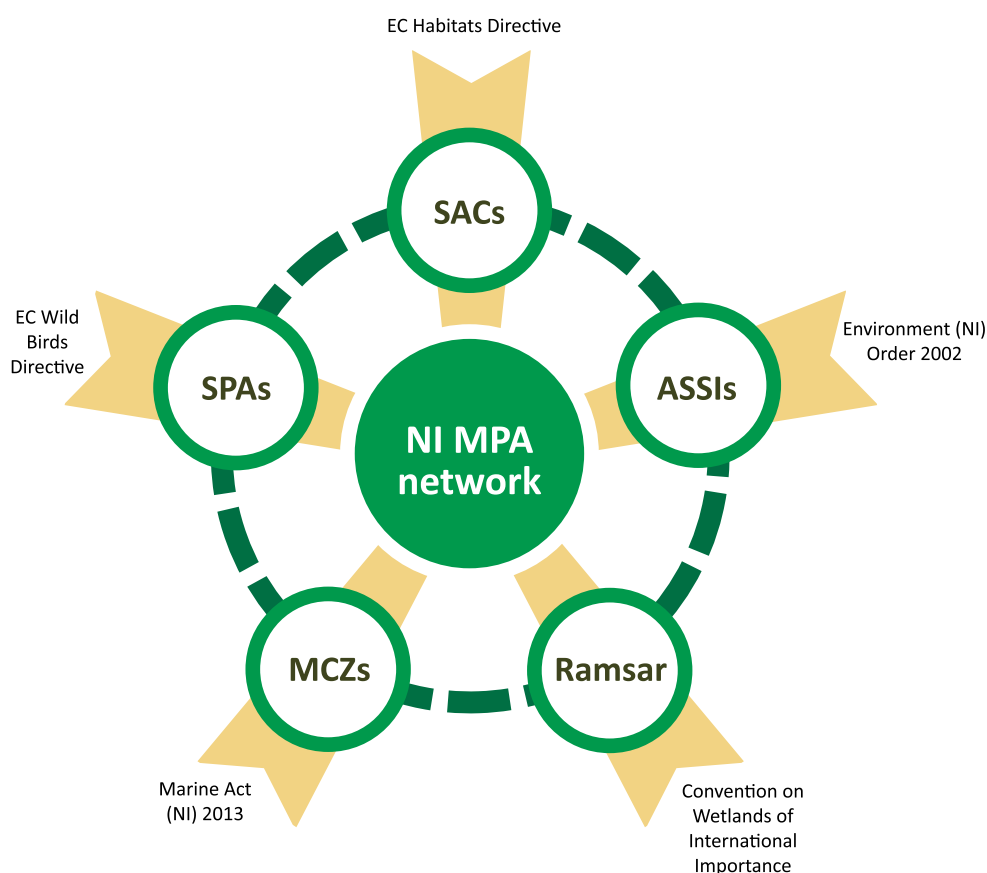 EC Habitats Directive
SACs
EC Wild
Birds
Directive
SPAs
Environment (NI)
Order 2002
ASSIs
NI MPA
network
MCZs
Marine Act
(NI) 2013
Ramsar
Convention on
Wetlands of
International
Importance